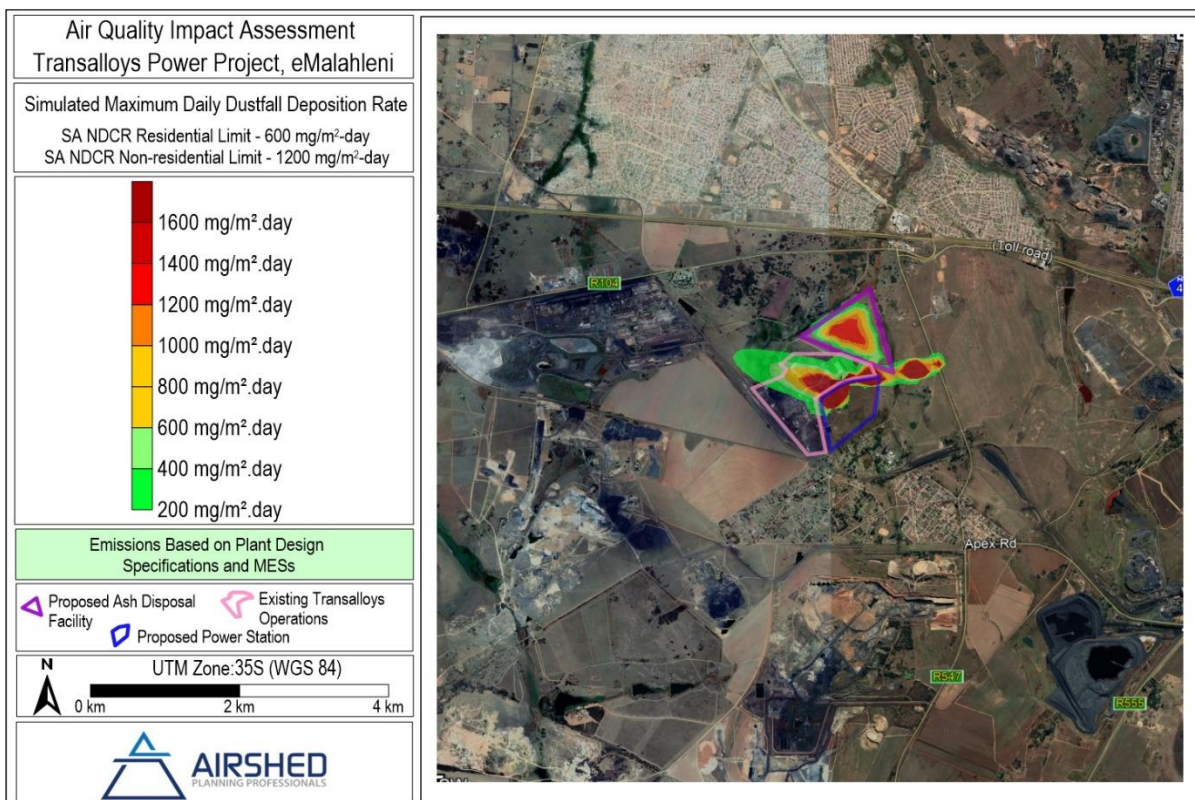 Air Quality Impact Assessment
Transalloys Power Project, eMalahleni
Simulated Maximum Daily Dustfall Deposition Rate
SA NDCR Residential Limit - 600 mg/m²-day
SA NDCR Non-residential Limit - 1200 mg/m²-day
1600 mg/m².day
1400 mg/m².day
1200 mg/m².day
1000 mg/m².day
800 mg/m².day
600 mg/m².day
400 mg/m².day
200 mg/m².day
Emissions Based on Plant Design
Specifications and MESs
Proposed Ash Disposal
Facility
Existing Transalloys
Operations
Proposed Power Station
N
UTM Zone:35S (WGS 84)
0 km 2 km 4 km
AIRSHED
PLANNING PROFESSIONALS
(Toll road)
R104
Apex Rd
R547
R555